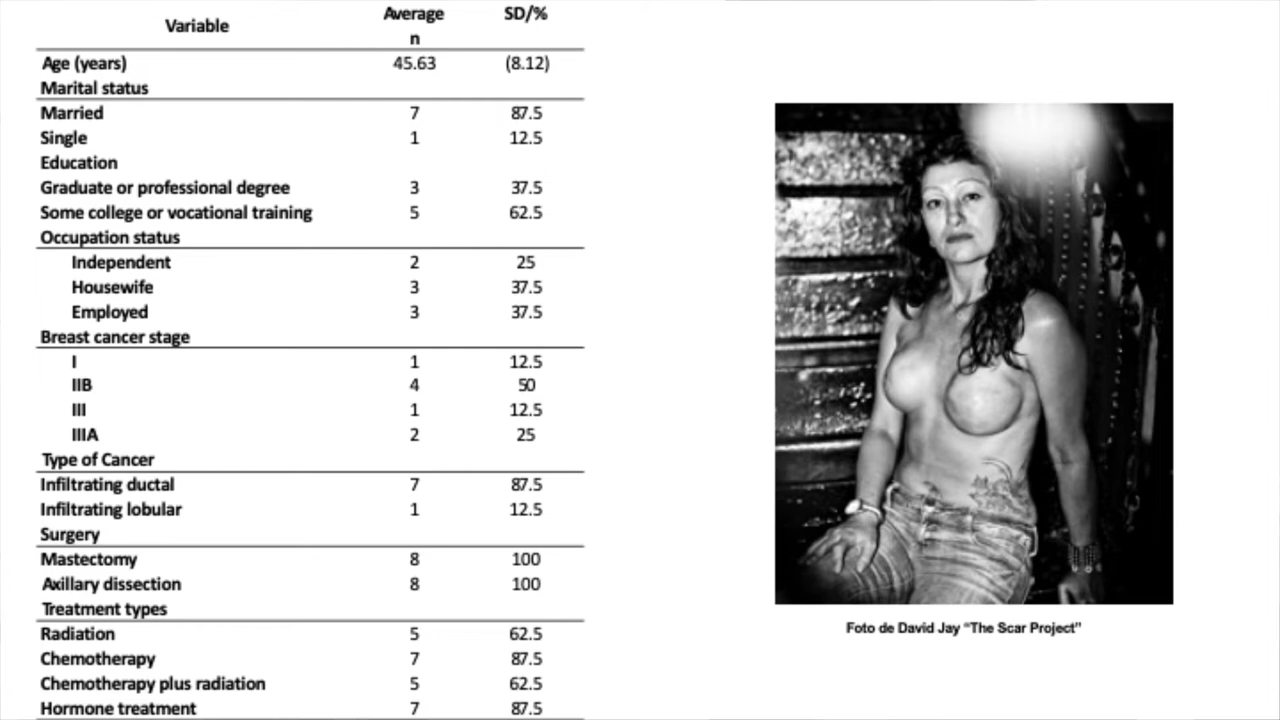 Variable Average SD/%
n
Age (years) 45.63 (8.12)
Marital status
Married 7 87.5
Single 1 12.5
Education
Graduate or professional degree 3 37.5
Some college or vocational training 5 62.5
Occupation status
Independent 2 25
Housewife 3 37.5
Employed 3 37.5
Breast cancer stage
I 1 12.5
IIB 4 50
III 1 12.5
IIIA 2 25
Type of Cancer
Infiltrating ductal 7 87.5
Infiltrating lobular 1 12.5
Surgery
Mastectomy 8 100
Axillary dissection 8 100
Treatment types
Radiation 5 62.5
Chemotherapy 7 87.5
Chemotherapy plus radiation 5 62.5
Hormone treatment 7 87.5
Foto de David Jay “The Scar Project”